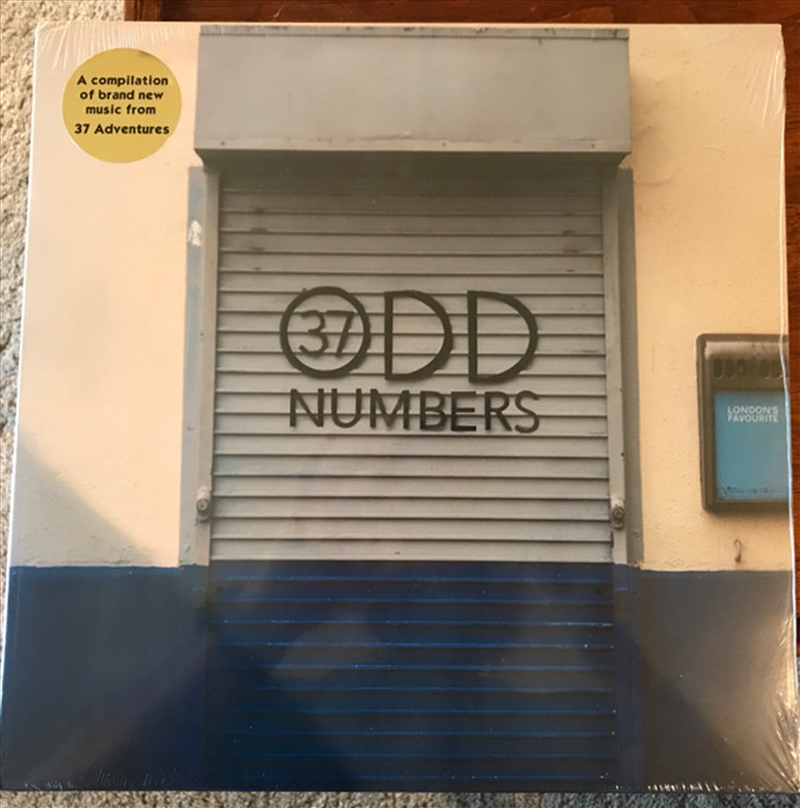 A compilation
of brand new
music from
37 Adventures
37
ODD
NUMBERS
LONDON'S
FAVOURITE